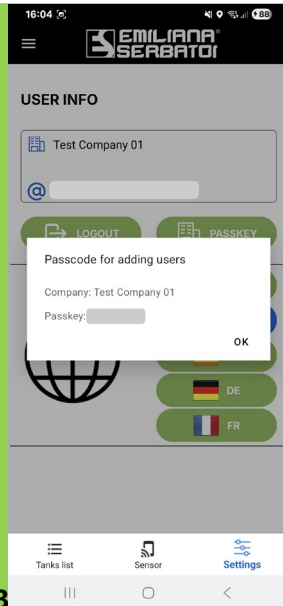 16:04
88
EMILIANA®
SERBATOI
USER INFO
Test Company 01
@
LOGOUT
PASSKEY
Passcode for adding users
Company: Test Company 01
Passkey:
OK
DE
FR
Tanks list
Sensor
Settings